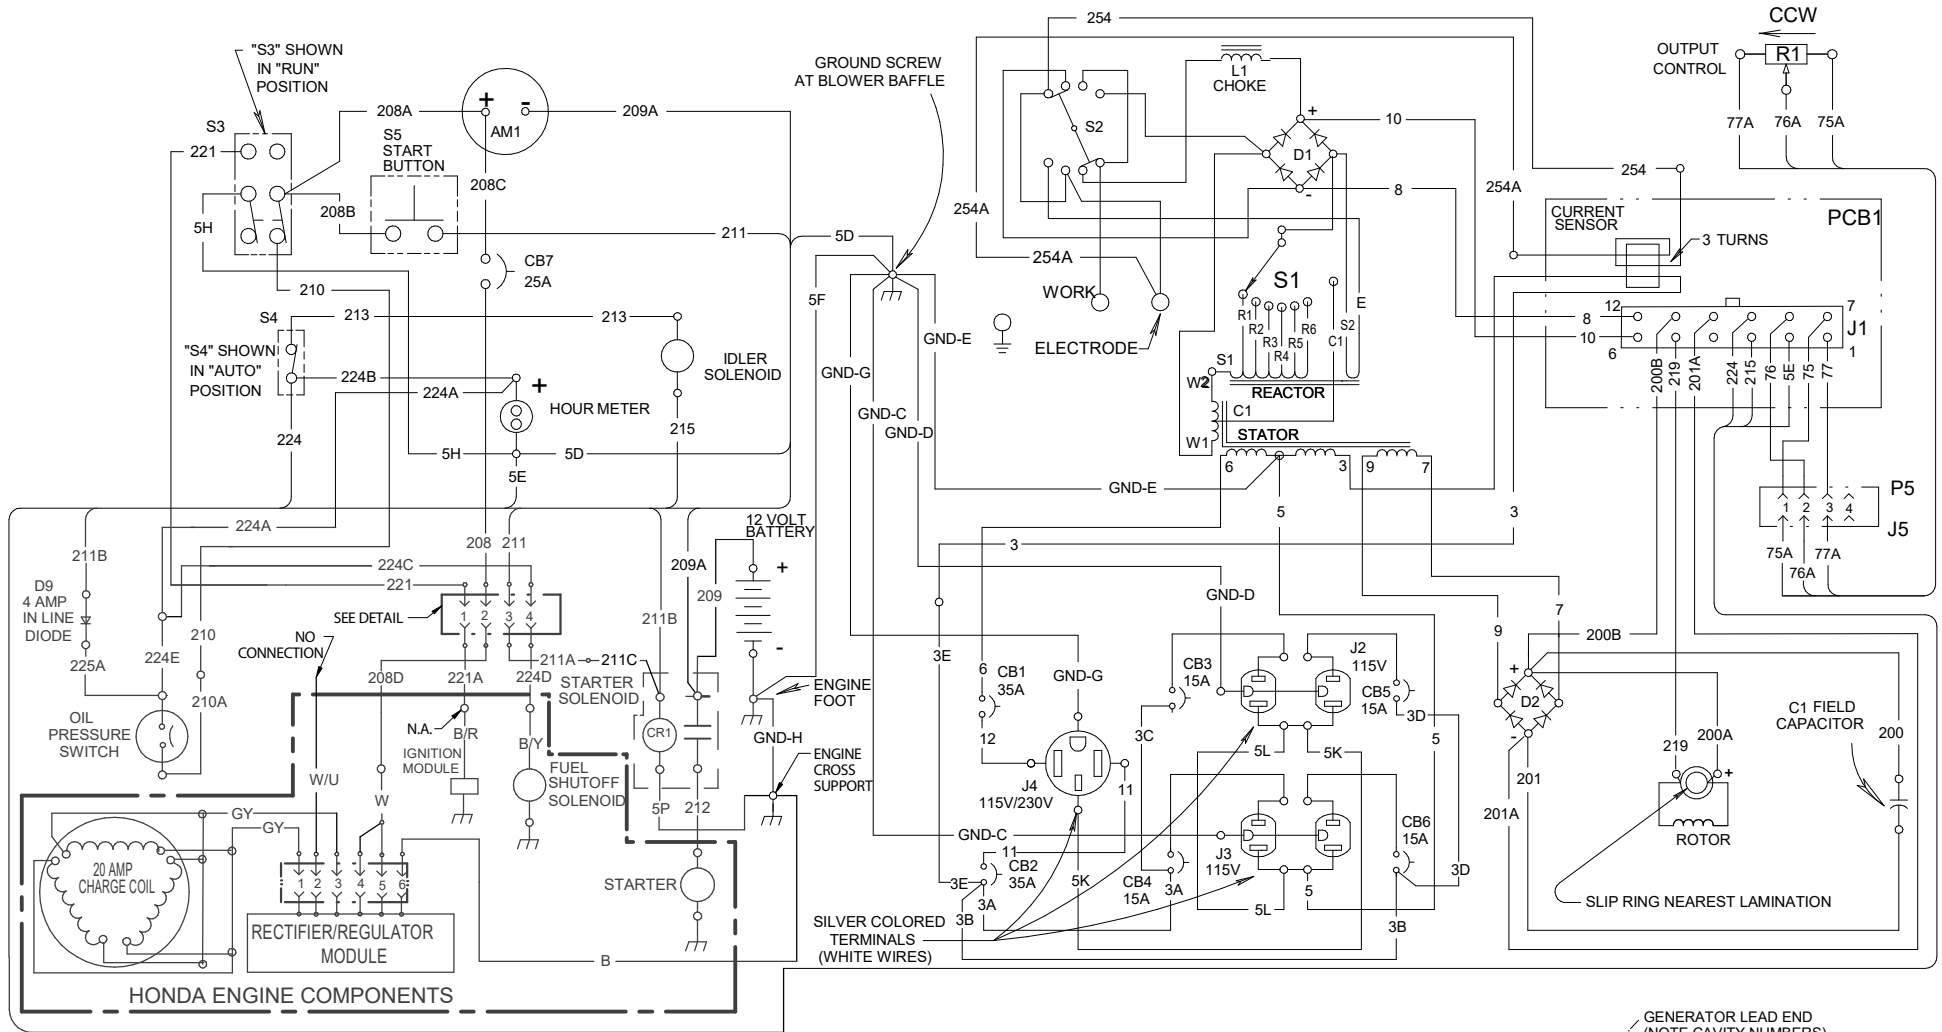 "S3" SHOWN
IN "RUN"
POSITION
S3
221
5H
208A
208B
S5
START
BUTTON
+
-
AM1
209A
208C
211
CB7
25A
210
S4
213
213
"S4" SHOWN
IN "AUTO"
POSITION
224B
224A
+
HOUR METER
IDLER
SOLENOID
224
215
5H
5D
5E
GROUND SCREW
AT BLOWER BAFFLE
5D
5F
GND-G
GND-C
GND-D
GND-E
GND-E
254
254A
254A
254A
S2
L1
CHOKE
+
D1
-
10
8
WORK
ELECTRODE
S1
R1
R2
R3
R4
R5
R6
C1
S2
E
S1
W2
REACTOR
C1
W1
STATOR
6
3
9
7
5
3
3
CCW
OUTPUT
CONTROL
R1
77A
76A
75A
254
CURRENT
SENSOR
PCB1
3 TURNS
12
7
8
J1
10
6
1
200B
219
201A
224
215
76
5E
75
77
P5
1
2
3
4
J5
75A
76A
77A
224A
211B
D9
4 AMP
IN LINE
DIODE
225A
224E
210
210A
OIL
PRESSURE
SWITCH
208
211
224C
221
SEE DETAIL
1
2
3
4
NO
CONNECTION
208D
221A
224D
211A
211C
STARTER
SOLENOID
N.A.
B/R
IGNITION
MODULE
B/Y
FUEL
SHUTOFF
SOLENOID
W/U
W
211B
209A
209
12 VOLT
BATTERY
+
-
ENGINE
FOOT
GND-H
ENGINE
CROSS
SUPPORT
CR1
5P
212
STARTER
GY
GY
20 AMP
CHARGE COIL
1
2
3
4
5
6
RECTIFIER/REGULATOR
MODULE
B
HONDA ENGINE COMPONENTS
3E
6
CB1
35A
12
GND-G
J4
115V/230V
11
GND-D
CB3
15A
3C
J2
115V
CB5
15A
3D
5
5L
5K
GND-C
11
3E
CB2
35A
3A
3B
5K
CB4
15A
3A
J3
115V
5L
5
CB6
15A
3D
3B
SILVER COLORED
TERMINALS
(WHITE WIRES)
9
7
200B
+
D2
-
201
201A
219
200A
+
ROTOR
C1 FIELD
CAPACITOR
200
SLIP RING NEAREST LAMINATION
GENERATOR LEAD END
(NOTE CAVITY NUMBERS)